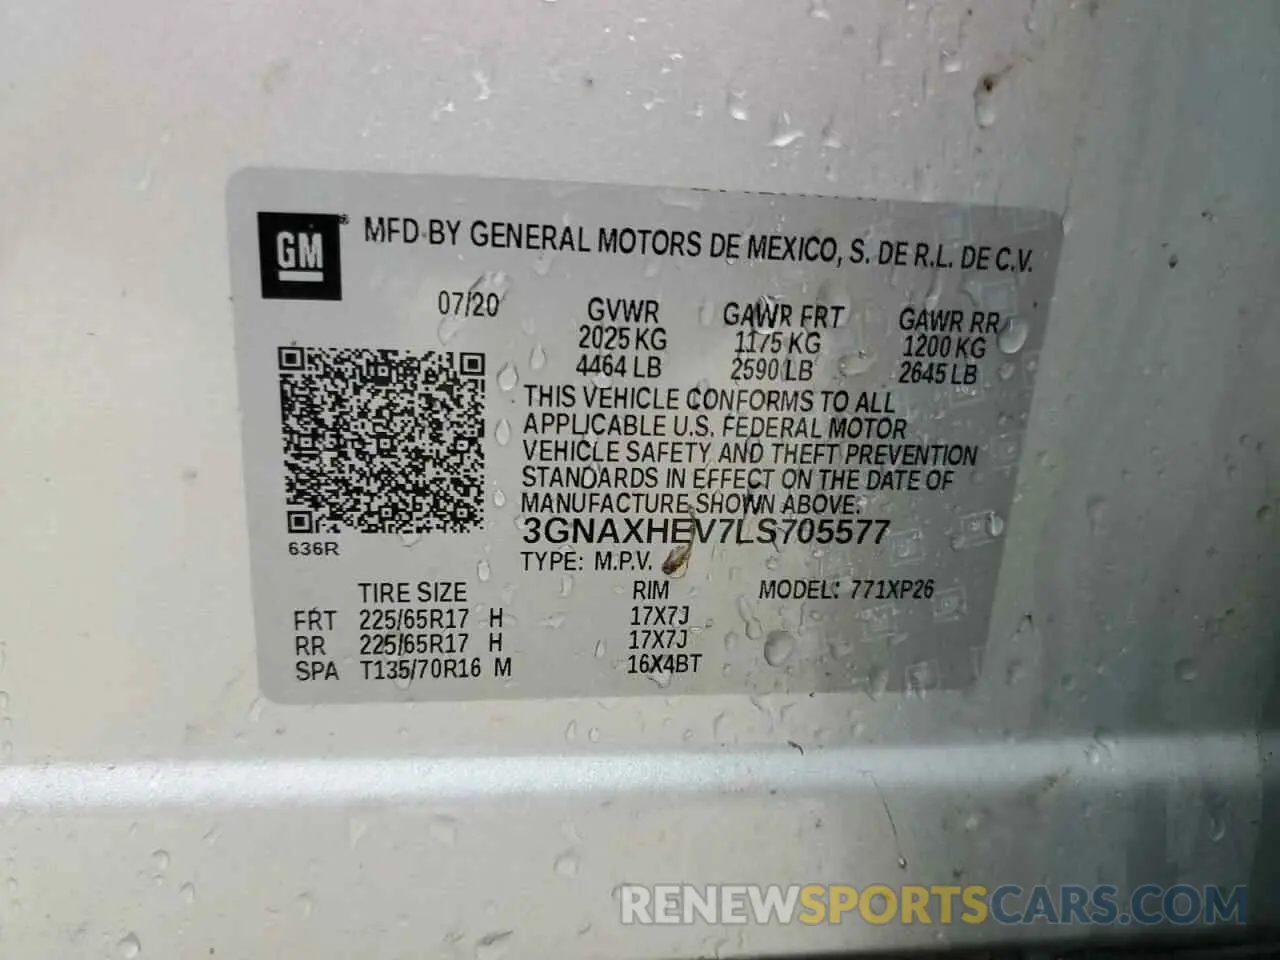 GM ® MFD BY GENERAL MOTORS DE MEXICO, S. DE R.L. DE C.V.
07/20 GVWR GAWR FRT GAWR RR
2025 KG 1175 KG 1200 KG
4464 LB 2590 LB 2645 LB
THIS VEHICLE CONFORMS TO ALL
APPLICABLE U.S. FEDERAL MOTOR
VEHICLE SAFETY AND THEFT PREVENTION
STANDARDS IN EFFECT ON THE DATE OF
MANUFACTURE SHOWN ABOVE.
3GNAXHEV7LS705577
636R
TYPE: M.P.V.
TIRE SIZE RIM MODEL: 771XP26
FRT 225/65R17 H 17X7J
RR 225/65R17 H 17X7J
SPA T135/70R16 M 16X4BT
RENEWSPORTSCARS.COM